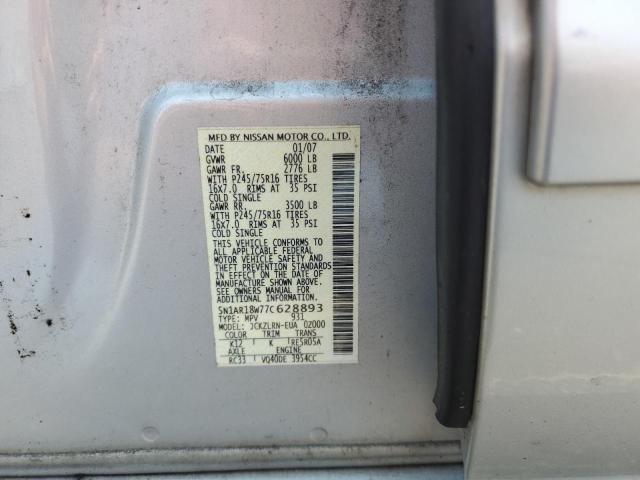 MFD BY NISSAN MOTOR CO., LTD.
DATE 01/07
GVWR 6000 LB
GAWR FR. 2776 LB
WITH P245/75R16 TIRES
16X7.0 RIMS AT 35 PSI
COLD SINGLE
GAWR RR. 3500 LB
WITH P245/75R16 TIRES
16X7.0 RIMS AT 35 PSI
COLD SINGLE
THIS VEHICLE CONFORMS TO
ALL APPLICABLE FEDERAL
MOTOR VEHICLE SAFETY AND
THEFT PREVENTION STANDARDS
IN EFFECT ON THE DATE OF
MANUFACTURE SHOWN ABOVE.
SEE OWNERS MANUAL AND
ADDITIONAL LABEL
5N1AR18W77C628893
TYPE: MPV 931
MODEL: JCKZLRN-EUA 02000
COLOR TRIM TRANS
K12 K RE5R05A
AXLE ENGINE
RC33 VQ40DE 3954CC